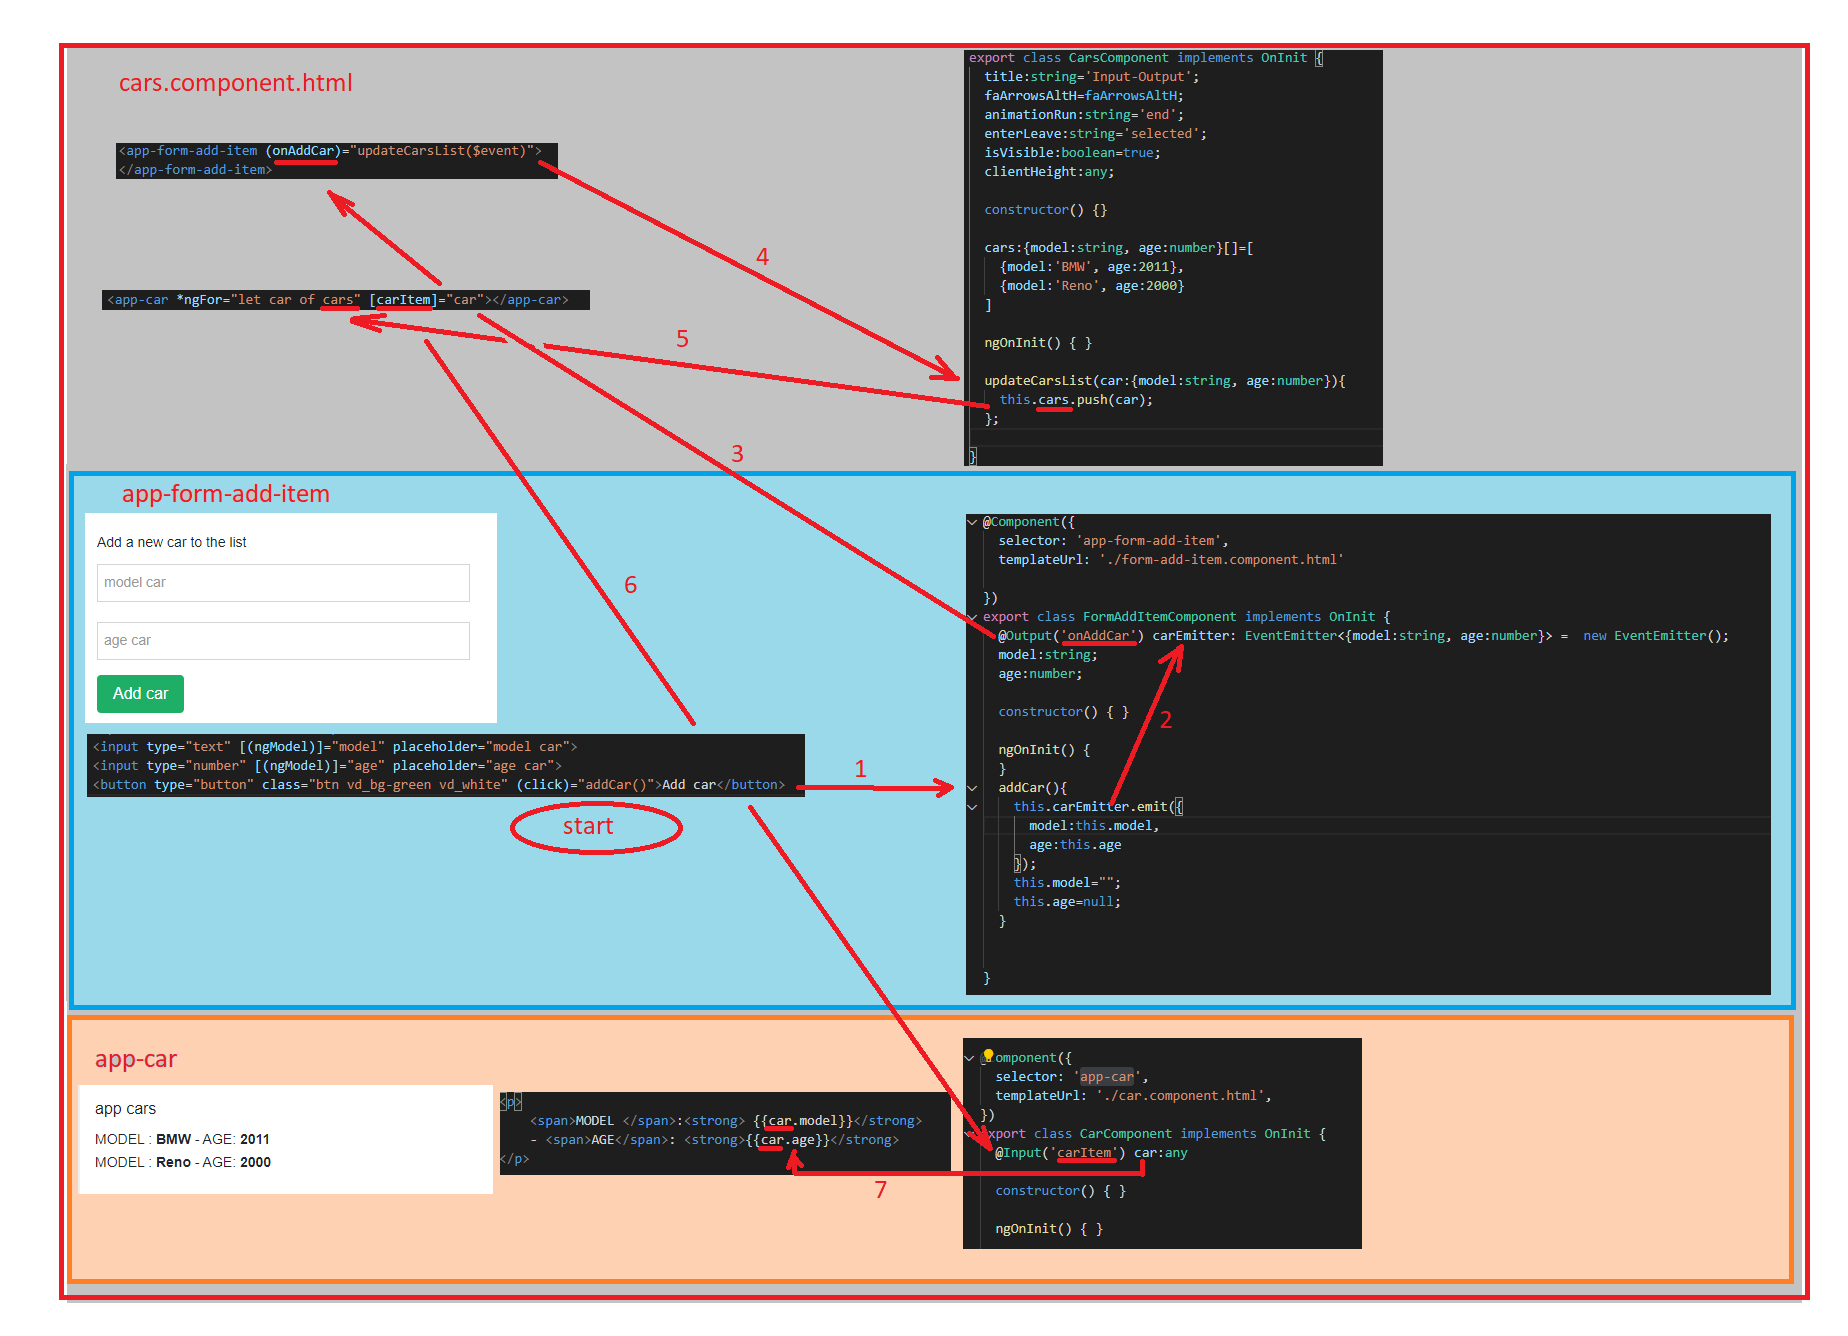 cars.component.html
<app-form-add-item (onAddCar)="updateCarsList($event)">
</app-form-add-item>
<app-car *ngFor="let car of cars" [carItem]="car"></app-car>
export class CarsComponent implements OnInit {
title:string='Input-Output';
faArrowsAltH=faArrowsAltH;
animationRun:string='end';
enterLeave:string='selected';
isVisible:boolean=true;
clientHeight:any;
constructor() {}
cars:{model:string, age:number}[]=[
{model:'BMW', age:2011},
{model:'Reno', age:2000}
]
ngOnInit() { }
updateCarsList(car:{model:string, age:number}){
this.cars.push(car);
};
}
4
5
3
app-form-add-item
Add a new car to the list
model car
age car
Add car
6
<input type="text" [(ngModel)]="model" placeholder="model car">
<input type="number" [(ngModel)]="age" placeholder="age car">
<button type="button" class="btn vd_bg-green vd_white" (click)="addCar()">Add car</button>
start
1
@Component({
selector: 'app-form-add-item',
templateUrl: './form-add-item.component.html'
})
export class FormAddItemComponent implements OnInit {
@Output('onAddCar') carEmitter: EventEmitter<{model:string, age:number}> = new EventEmitter();
model:string;
age:number;
constructor() { }
2
ngOnInit() {
}
addCar(){
this.carEmitter.emit({
model:this.model,
age:this.age
});
this.model="";
this.age=null;
}
}
app-car
app cars
MODEL : BMW - AGE: 2011
MODEL : Reno - AGE: 2000
<p>
<span>MODEL </span>:<strong> {{car.model}}</strong>
- <span>AGE</span>: <strong>{{car.age}}</strong>
</p>
7
omponent({
selector: 'app-car',
templateUrl: './car.component.html',
})
export class CarComponent implements OnInit {
@Input('carItem') car:any
constructor() { }
ngOnInit() { }